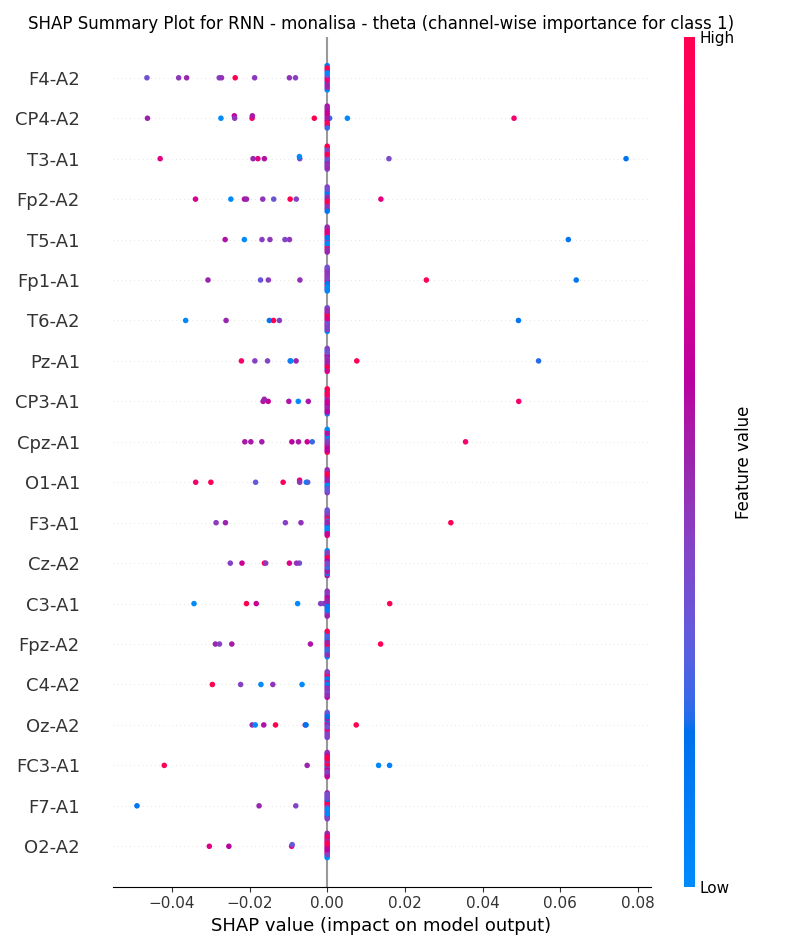 SHAP Summary Plot for RNN - monalisa - theta (channel-wise importance for class 1)
High
F4-A2
CP4-A2
T3-A1
Fp2-A2
T5-A1
Fp1-A1
T6-A2
Pz-A1
CP3-A1
Cpz-A1
O1-A1
F3-A1
Cz-A2
C3-A1
Fpz-A2
C4-A2
Oz-A2
FC3-A1
F7-A1
O2-A2
Feature value
Low
−0.04 −0.02 0.00 0.02 0.04 0.06 0.08
SHAP value (impact on model output)